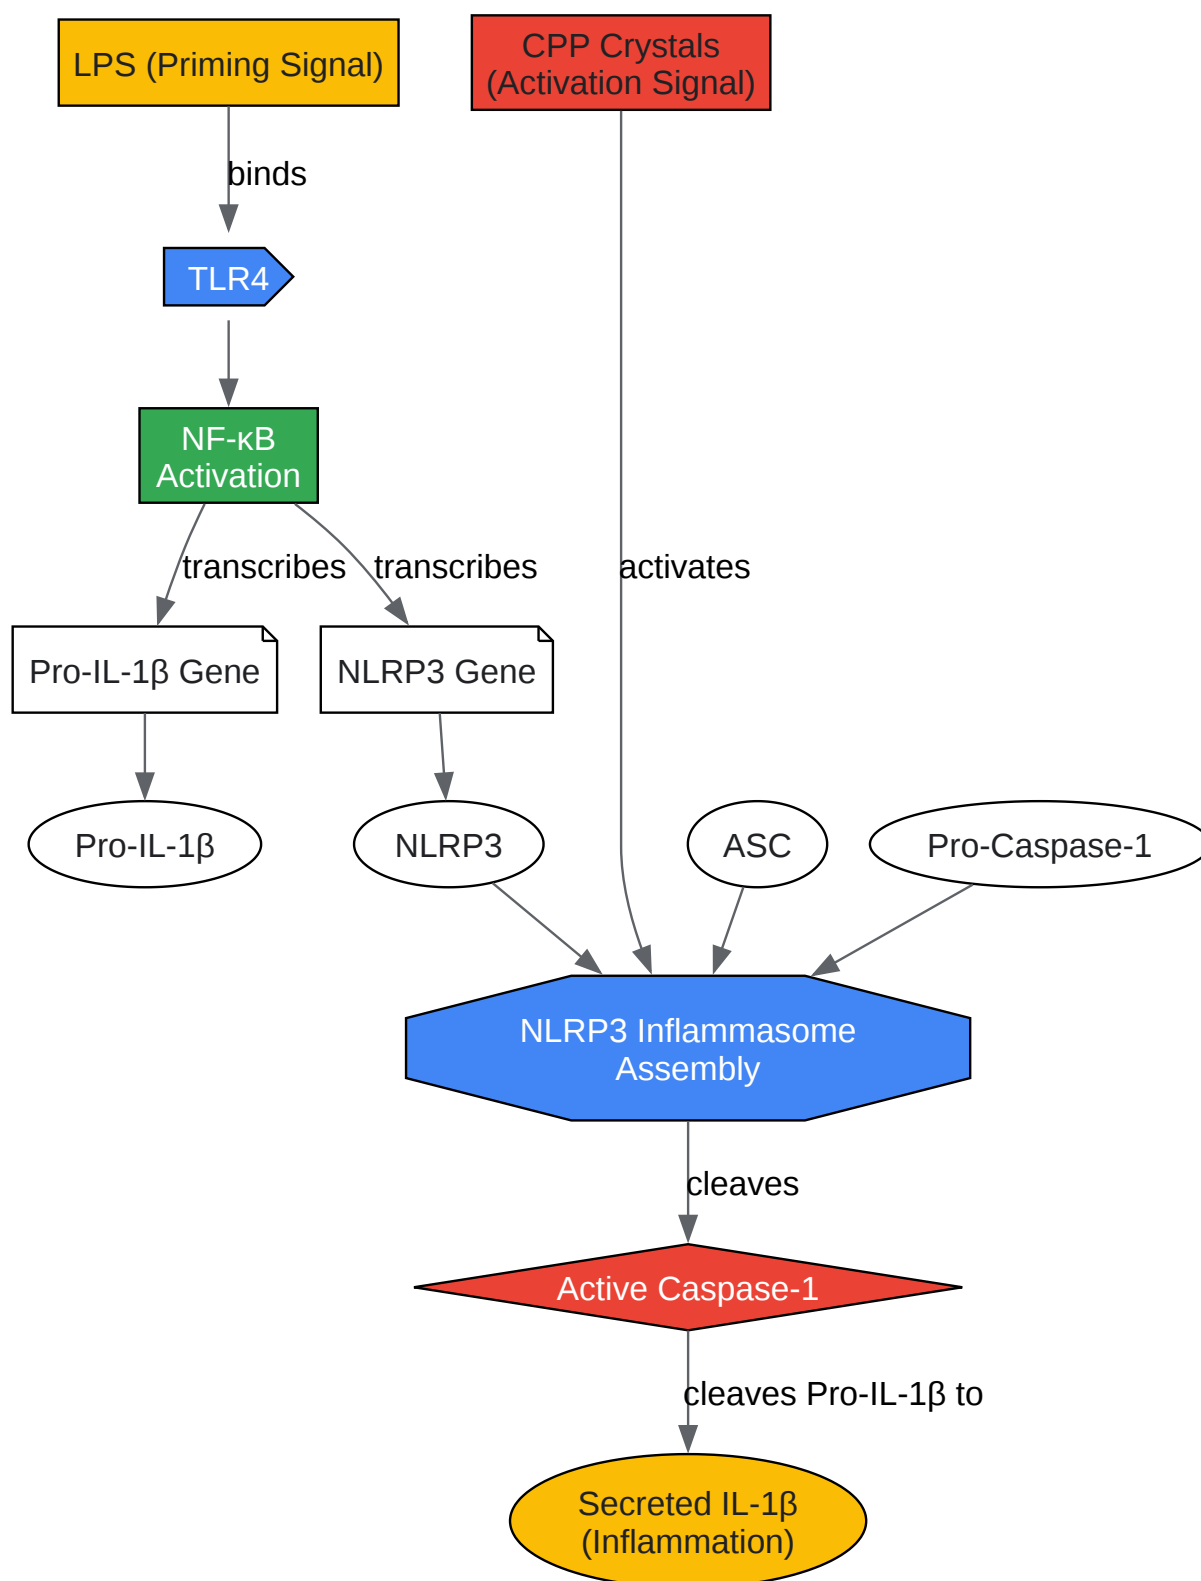 LPS (Priming Signal)
CPP Crystals
(Activation Signal)
binds
TLR4
NF-κB
Activation
transcribes
transcribes
activates
Pro-IL-1β Gene
NLRP3 Gene
Pro-IL-1β
NLRP3
ASC
Pro-Caspase-1
NLRP3 Inflammasome
Assembly
cleaves
Active Caspase-1
cleaves Pro-IL-1β to
Secreted IL-1β
(Inflammation)